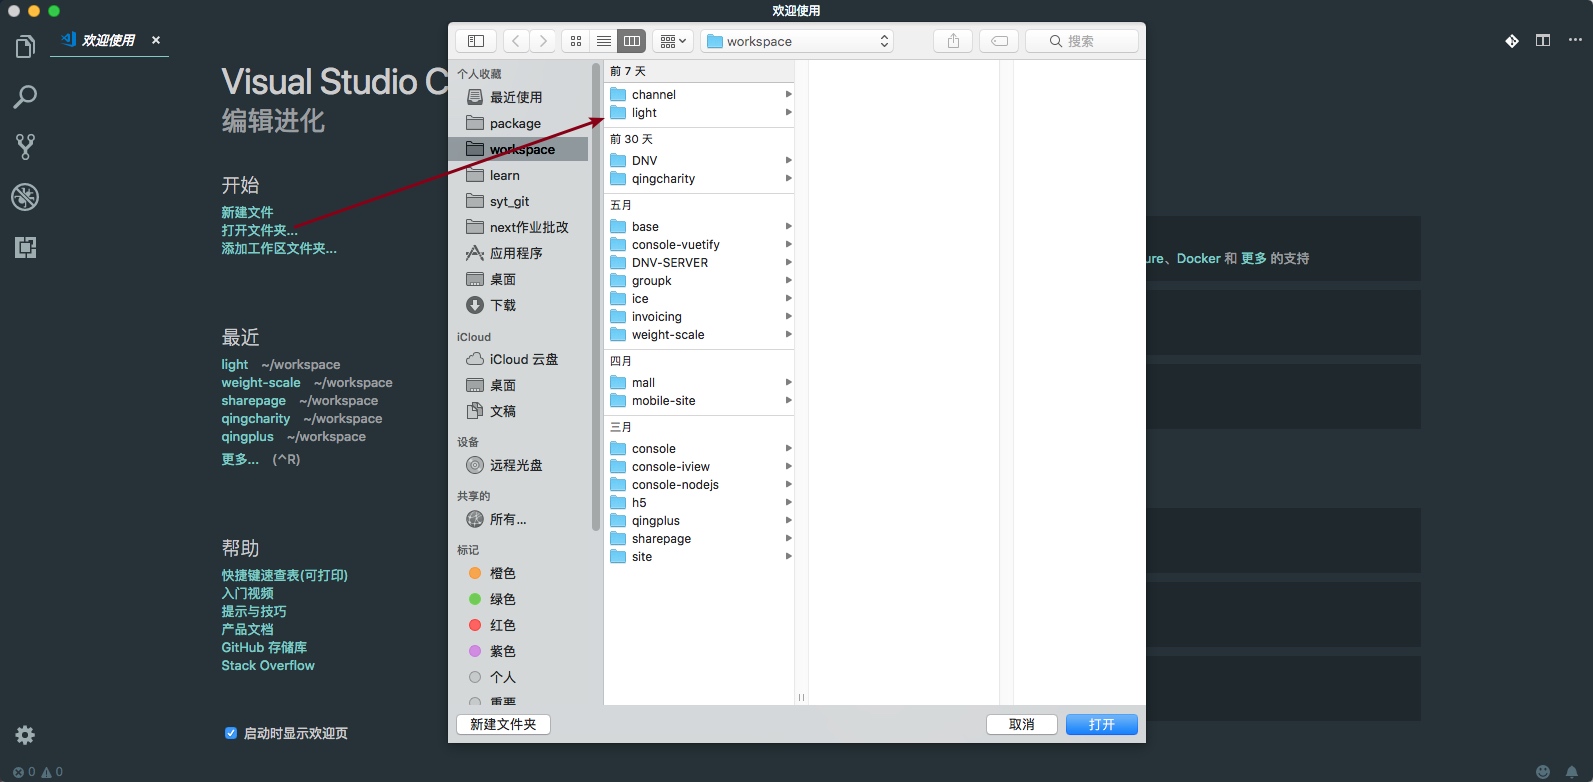 欢迎使用
欢迎使用
Visual Studio C
编辑进化
开始
新建文件
打开文件夹...
添加工作区文件夹...
最近
light ~/workspace
weight-scale ~/workspace
sharepage ~/workspace
qingcharity ~/workspace
qingplus ~/workspace
更多... (^R)
帮助
快捷键速查表(可打印)
入门视频
提示与技巧
产品文档
GitHub 存储库
Stack Overflow
启动时显示欢迎页
0 0
workspace
搜索
个人收藏
最近使用
package
workspace
learn
syt_git
next作业批改
应用程序
桌面
下载
iCloud
iCloud 云盘
桌面
文稿
设备
远程光盘
共享的
所有...
标记
橙色
绿色
红色
紫色
个人
重要
前 7 天
channel
light
前 30 天
DNV
qingcharity
五月
base
console-vuetify
DNV-SERVER
groupk
ice
invoicing
weight-scale
四月
mall
mobile-site
三月
console
console-iview
console-nodejs
h5
qingplus
sharepage
site
新建文件夹
取消
打开
ure、Docker 和 更多 的支持